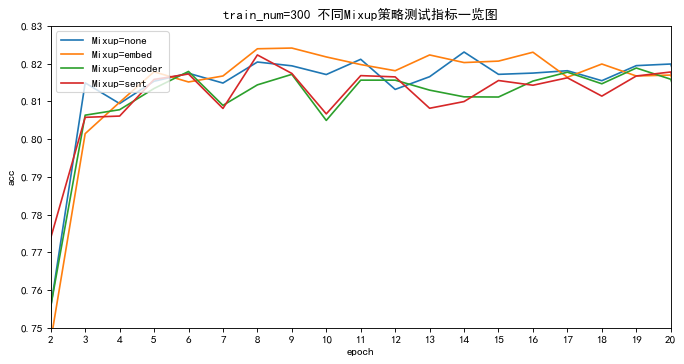 train_num=300 不同Mixup策略测试指标一览图
Mixup=none
Mixup=embed
Mixup=encoder
Mixup=sent
acc
0.83
0.82
0.81
0.80
0.79
0.78
0.77
0.76
0.75
2 3 4 5 6 7 8 9 10 11 12 13 14 15 16 17 18 19 20
epoch